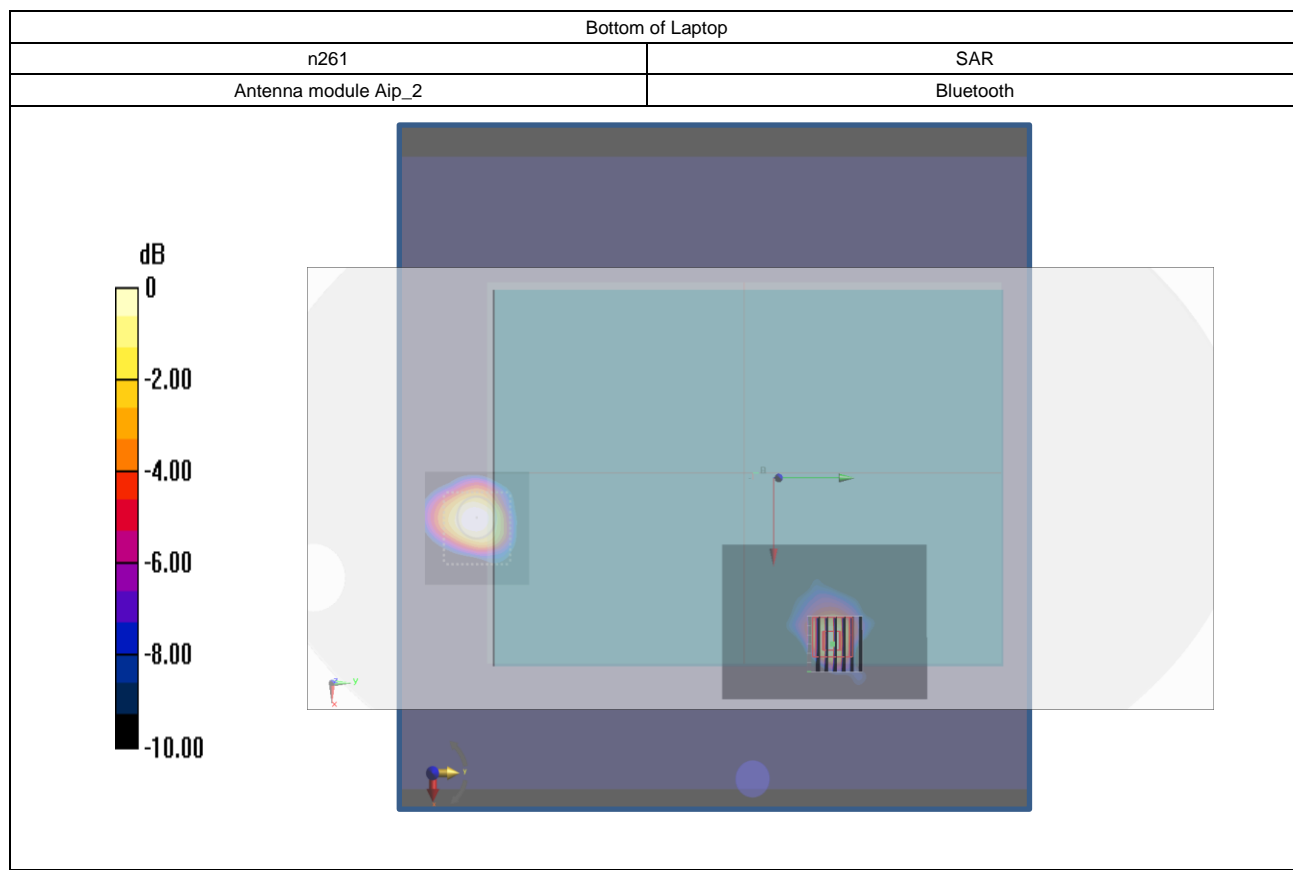 Bottom of Laptop
n261 SAR
Antenna module Aip_2 Bluetooth
dB
0
-2.00
-4.00
-6.00
-8.00
-10.00
y
x